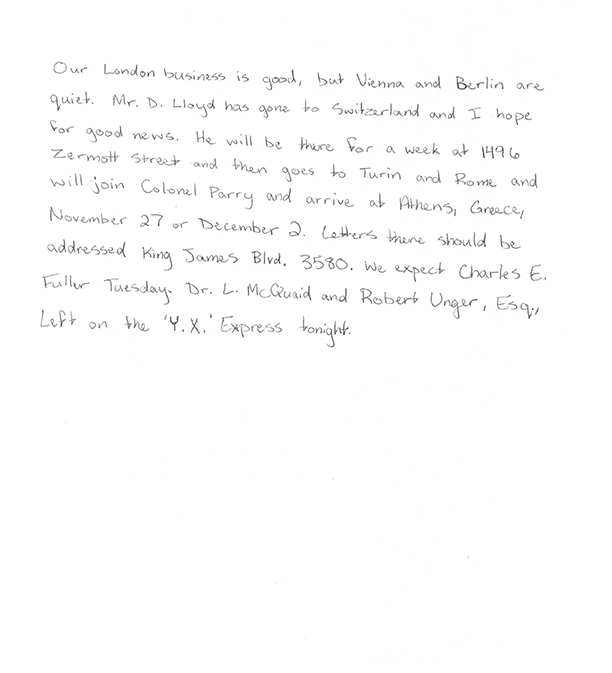 Our London business is good, but Vienna and Berlin are
quiet. Mr. D. Lloyd has gone to Switzerland and I hope
for good news. He will be there for a week at 1496
Zermott Street and then goes to Turin and Rome and
will join Colonel Parry and arrive at Athens, Greece,
November 27 or December 2. Letters there should be
addressed King James Blvd. 3580. We expect Charles E.
Fuller Tuesday. Dr. L. McQuaid and Robert Unger, Esq.,
Left on the 'Y.X.' Express tonight.